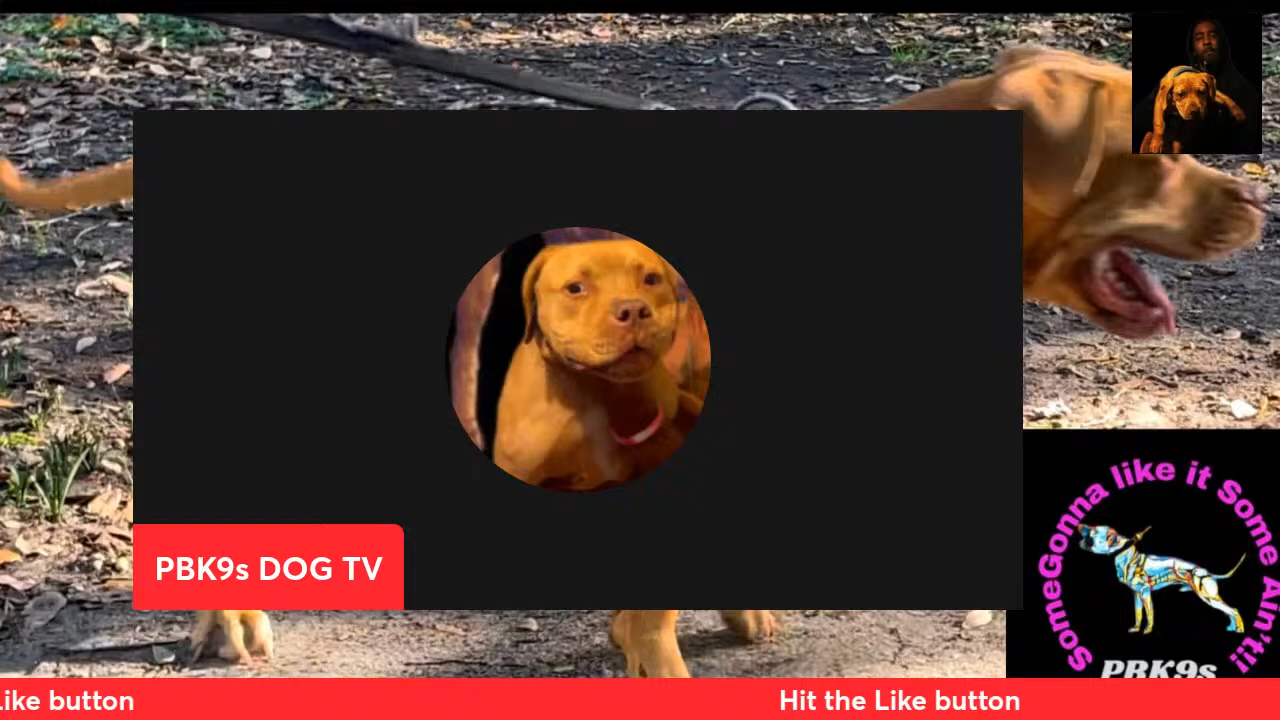 SomeGonna like it Some Ain't!!
PBK9s
PBK9s DOG TV
Like button
Hit the Like button